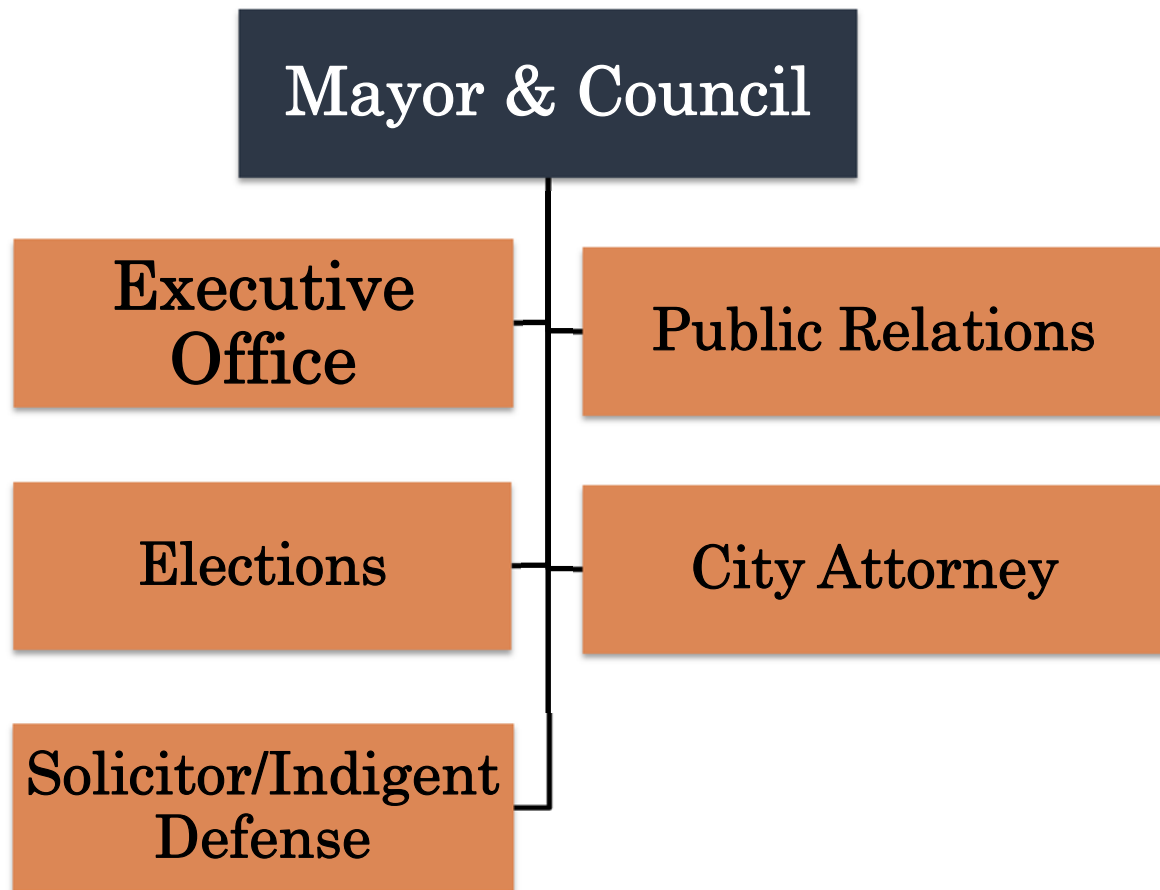 Mayor & Council
Executive
Office
Public Relations
Elections
City Attorney
Solicitor/Indigent
Defense